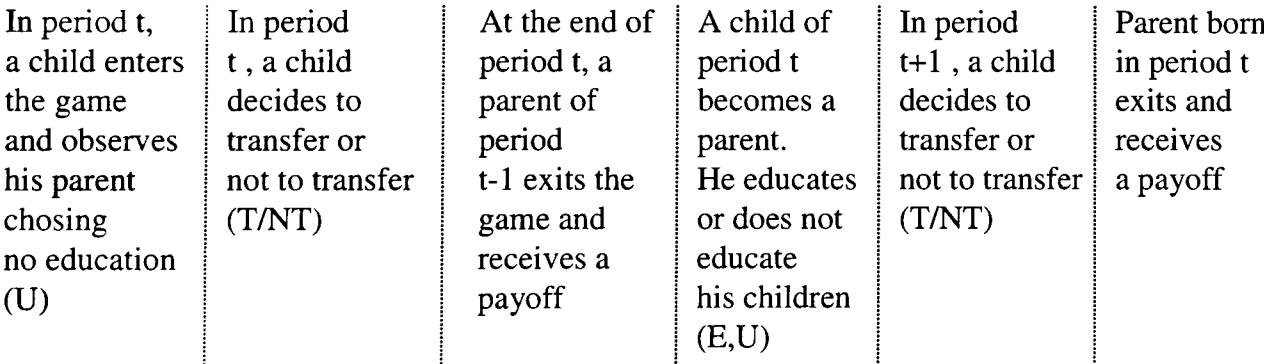 In period t,
a child enters
the game
and observes
his parent
chosing
no education
(U)
In period
t , a child
decides to
transfer or
not to transfer
(T/NT)
At the end of
period t, a
parent of
period
t-1 exits the
game and
receives a
payoff
A child of
period t
becomes a
parent.
He educates
or does not
educate
his children
(E,U)
In period
t+1 , a child
decides to
transfer or
not to transfer
(T/NT)
Parent born
in period t
exits and
receives
a payoff